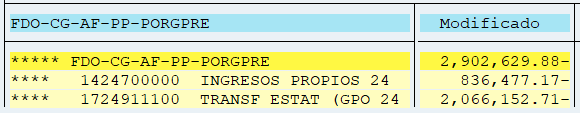 FDO-CG-AF-PP-PORGPRE Modificado
***** FDO-CG-AF-PP-PORGPRE 2,902,629.88-
**** 1424700000 INGRESOS PROPIOS 24 836,477.17-
**** 1724911100 TRANSF ESTAT (GPO 24 2,066,152.71-